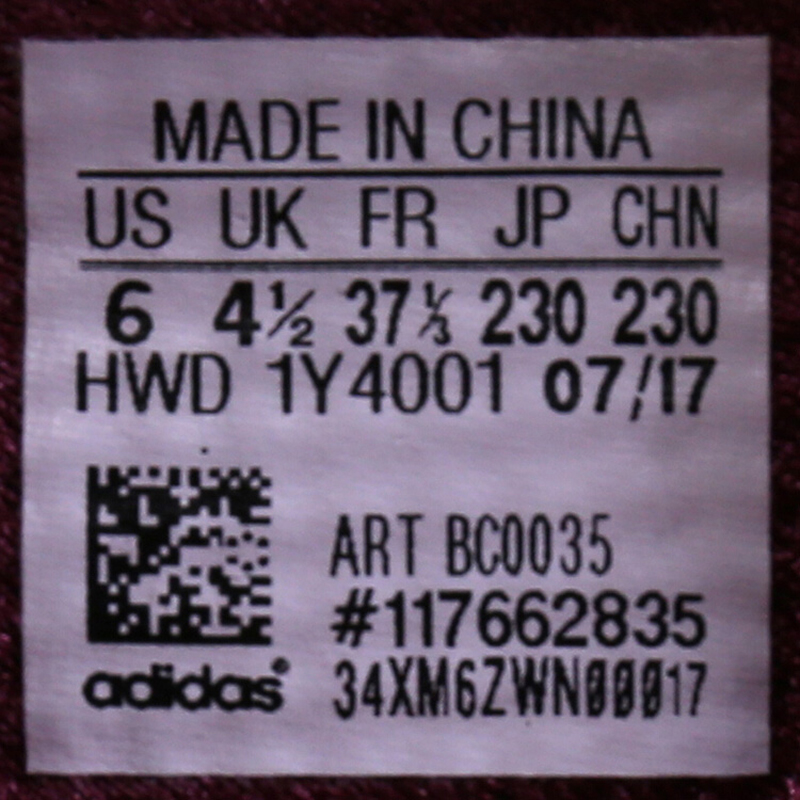 MADE IN CHINA
US UK FR JP CHN
6 4½ 37⅓ 230 230
HWD 1Y4001 07/17
ART BC0035
#117662835
adidas®
34XM6ZWN00017